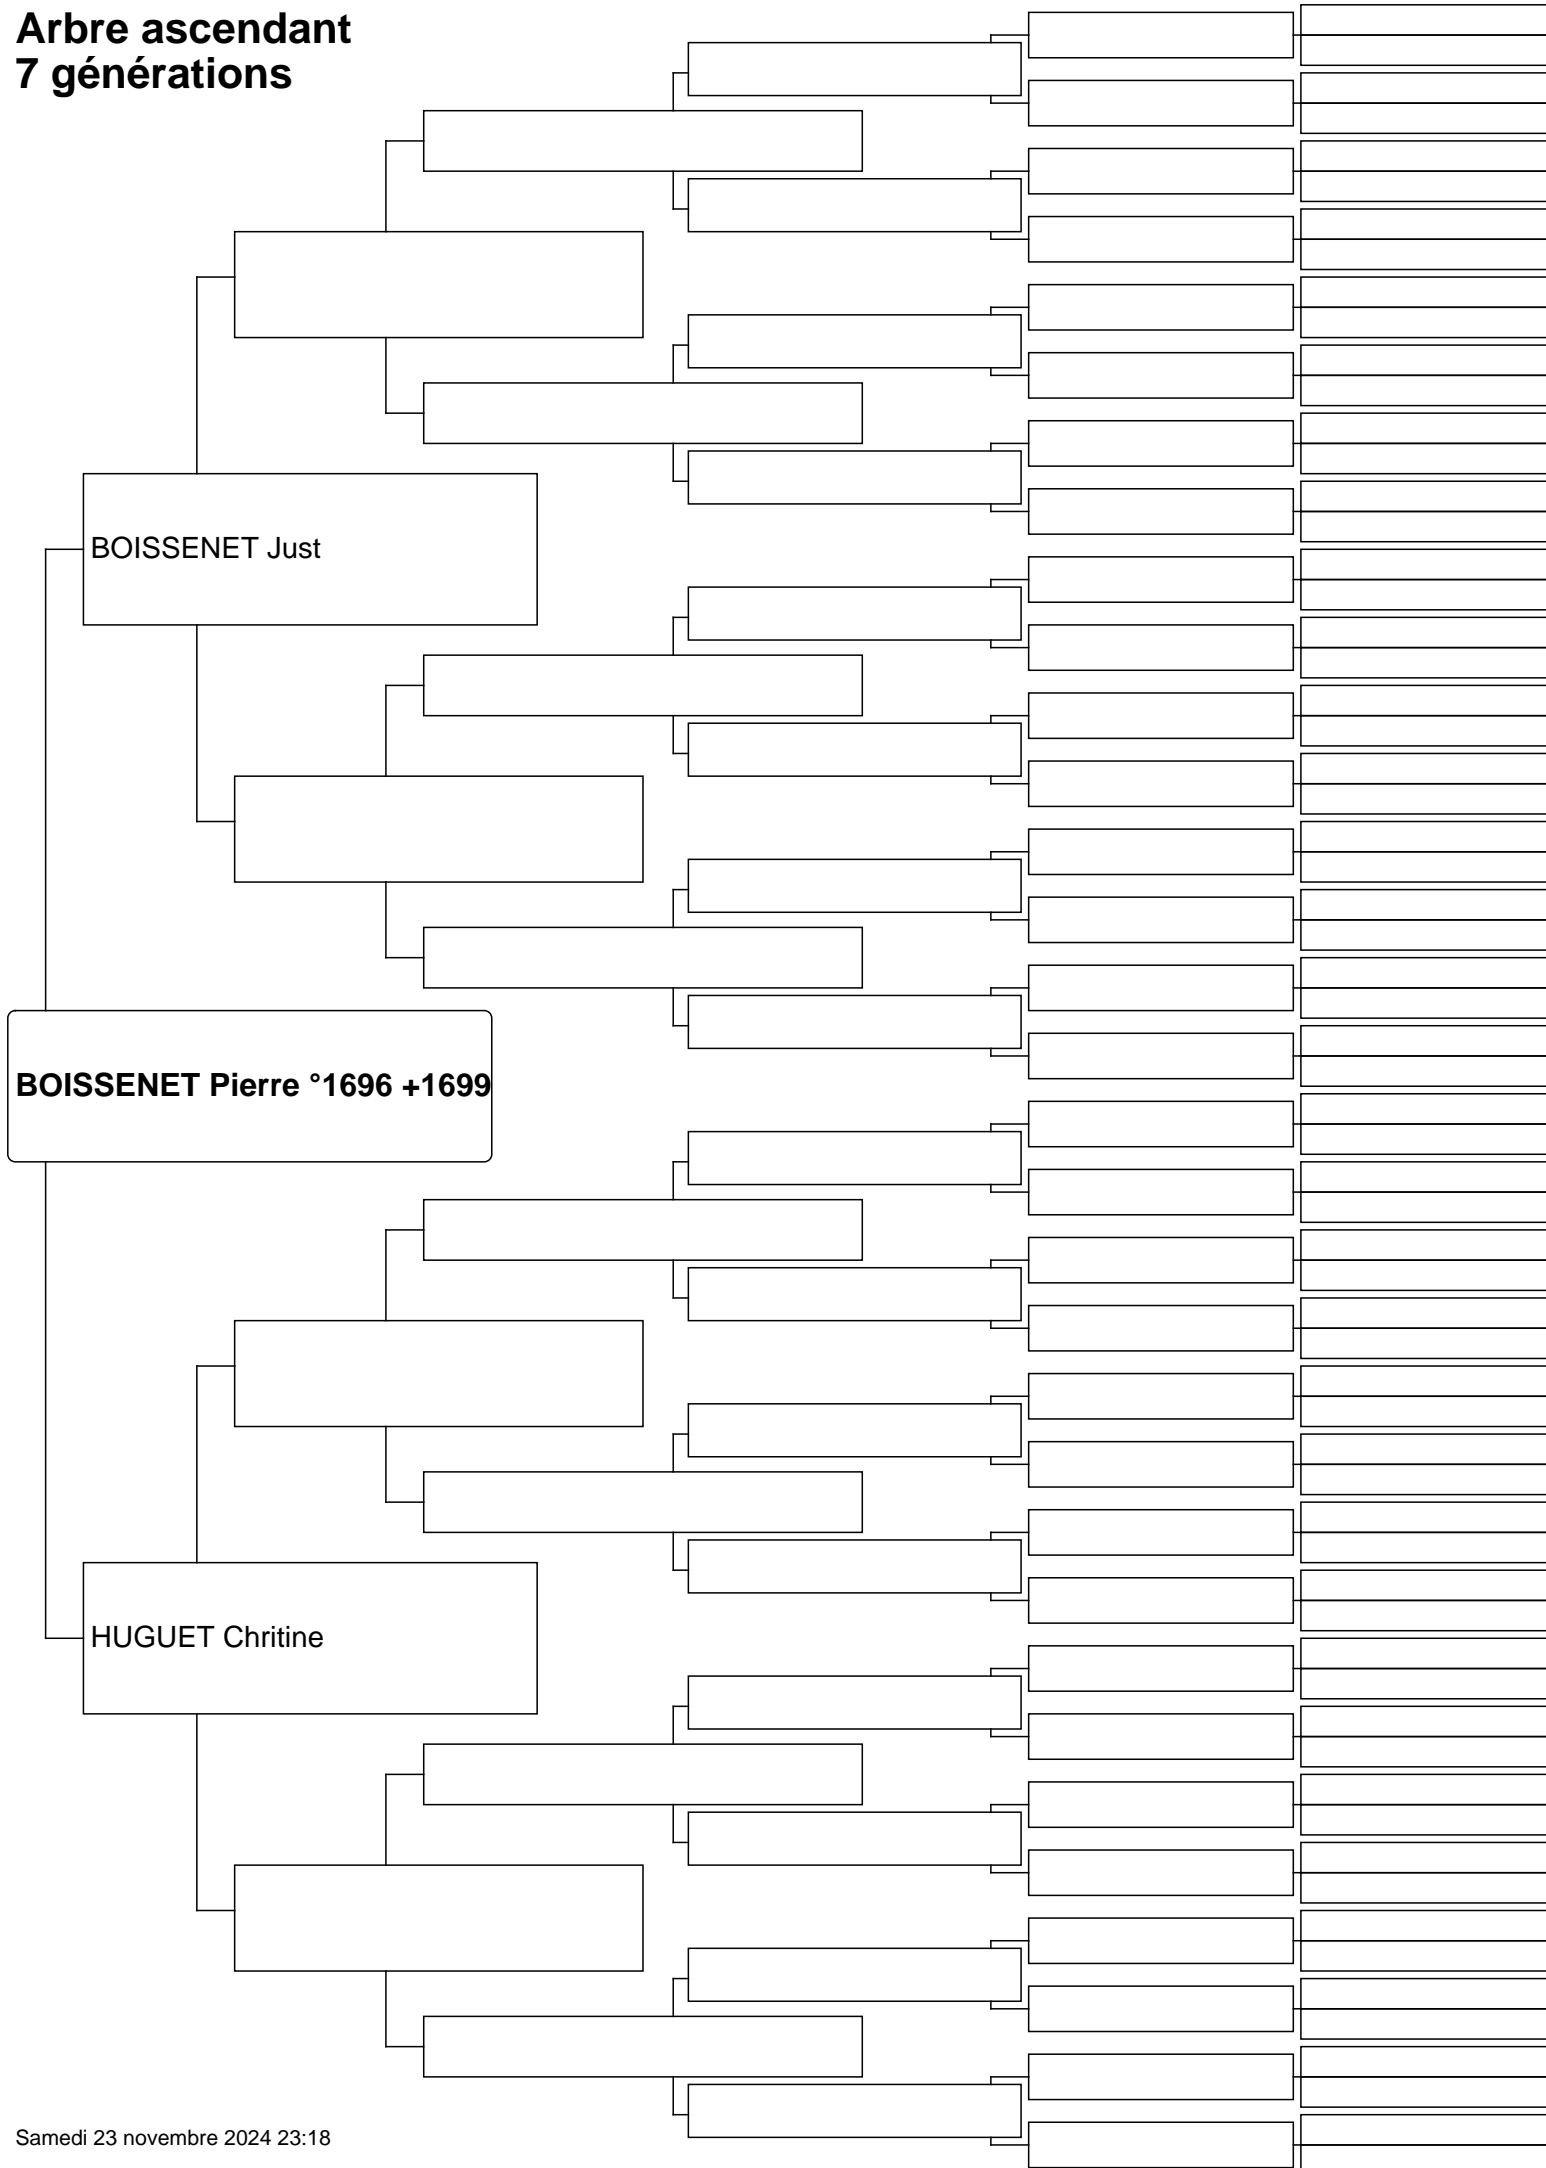 Arbre ascendant
7 générations
BOISSENET Just
BOISSENET Pierre °1696 +1699
HUGUET Chritine
Samedi 23 novembre 2024 23:18